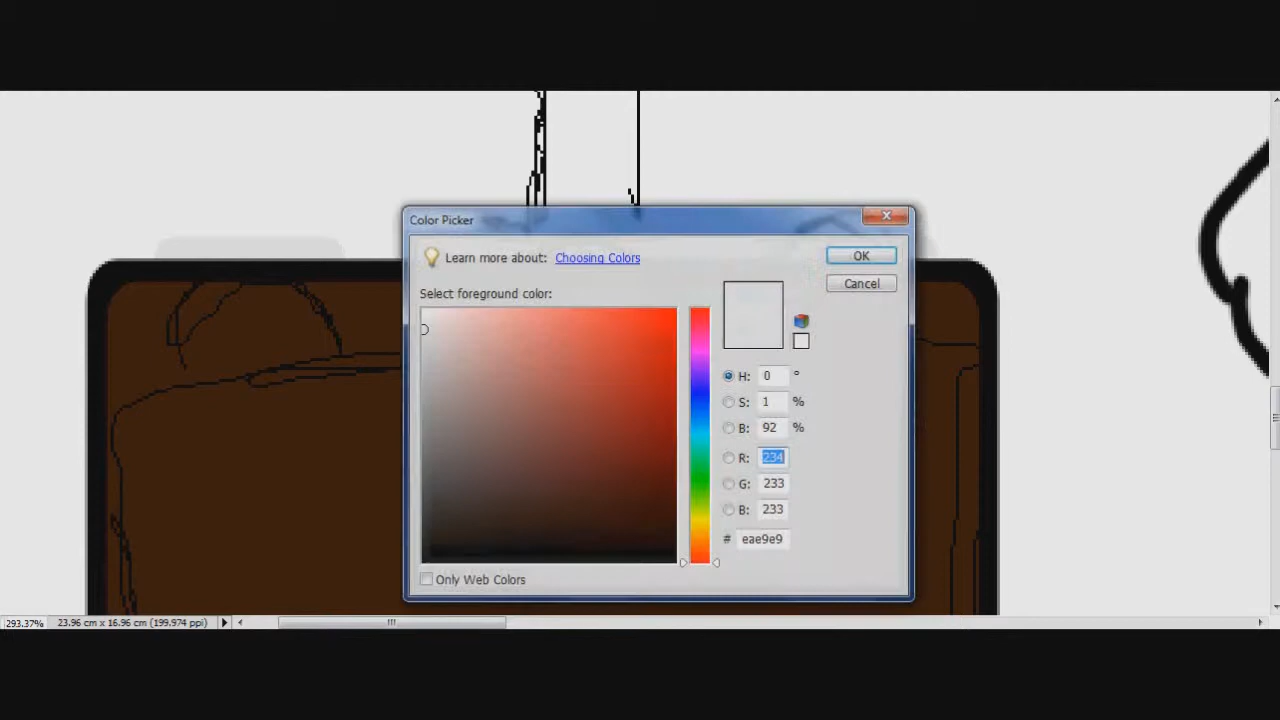 Color Picker
Learn more about: Choosing Colors
OK
Cancel
Select foreground color:
H: 0 °
S: 1 %
B: 92 %
R: 234
G: 233
B: 233
# eae9e9
Only Web Colors
293.37% 23.96 cm x 16.96 cm (199.974 ppi)